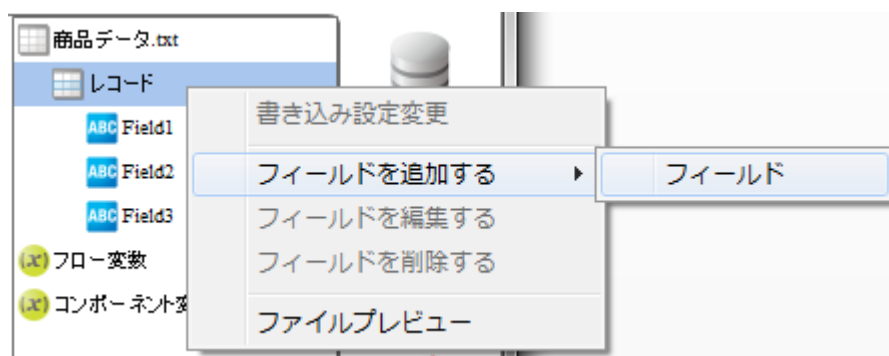 商品データ.txt
レコード
Field1
Field2
Field3
(x) フロー変数
(x) コンポーネント変
書き込み設定変更
フィールドを追加する
フィールドを編集する
フィールドを削除する
ファイルプレビュー
フィールド